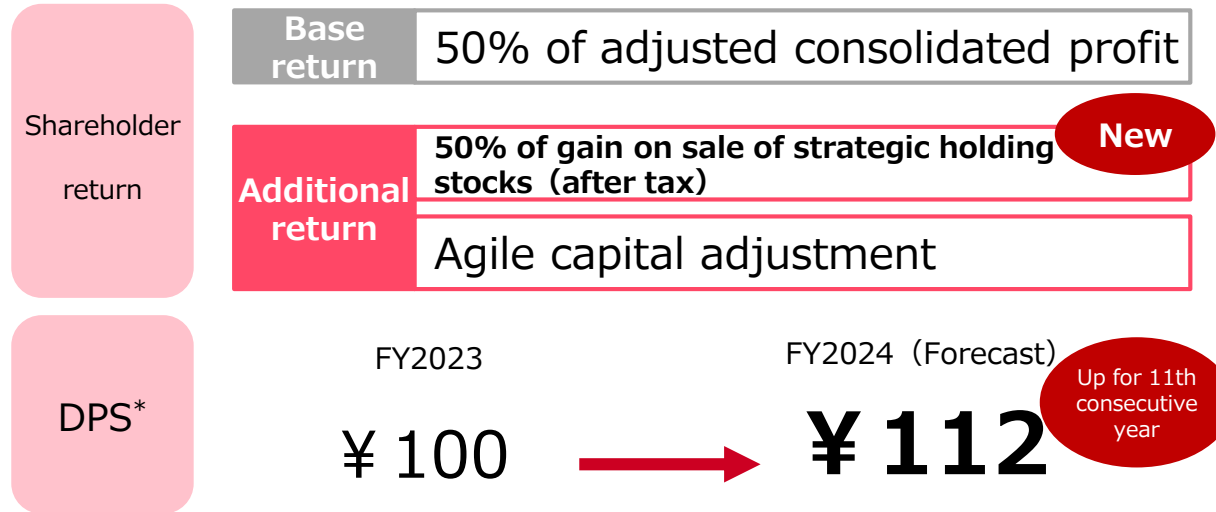 Shareholder
return
Base
return
50% of adjusted consolidated profit
Additional
return
50% of gain on sale of strategic holding
stocks（after tax）
New
Agile capital adjustment
DPS*
FY2023
¥ 100
FY2024（Forecast）
¥ 112
Up for 11th
consecutive
year